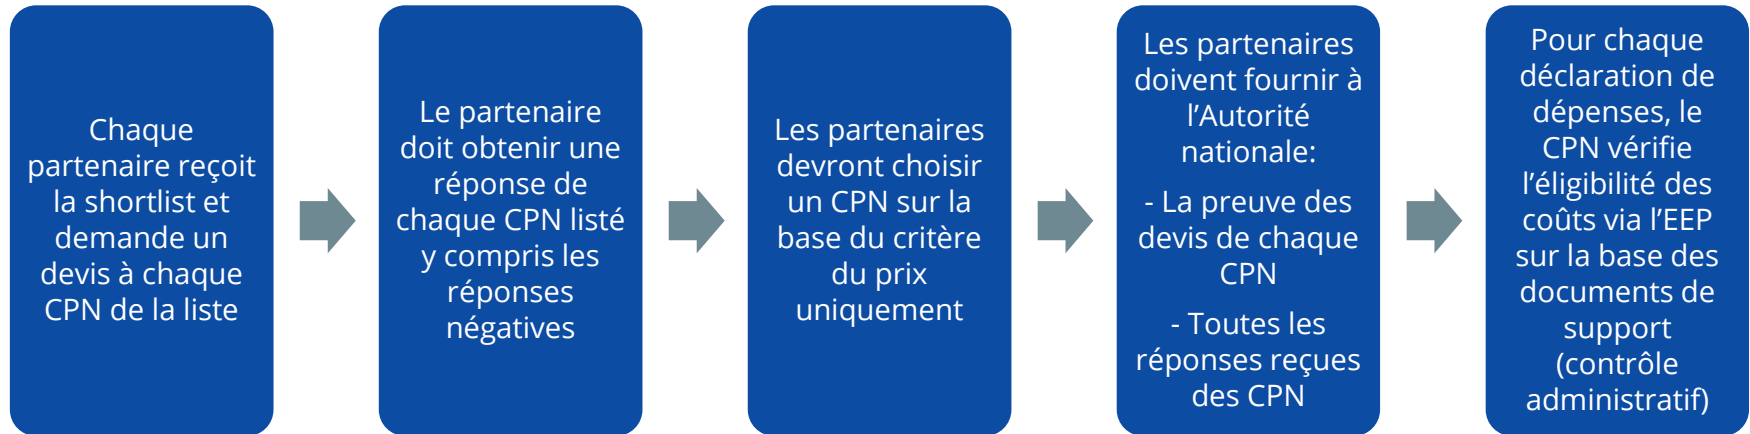 Chaque
partenaire reçoit
la shortlist et
demande un
devis à chaque
CPN de la liste
Le partenaire
doit obtenir une
réponse de
chaque CPN listé
y compris les
réponses
négatives
Les partenaires
devront choisir
un CPN sur la
base du critère
du prix
uniquement
Les partenaires
doivent fournir à
l’Autorité
nationale:
- La preuve des
devis de chaque
CPN
- Toutes les
réponses reçues
des CPN
Pour chaque
déclaration de
dépenses, le
CPN vérifie
l’éligibilité des
coûts via l’EEP
sur la base des
documents de
support
(contrôle
administratif)